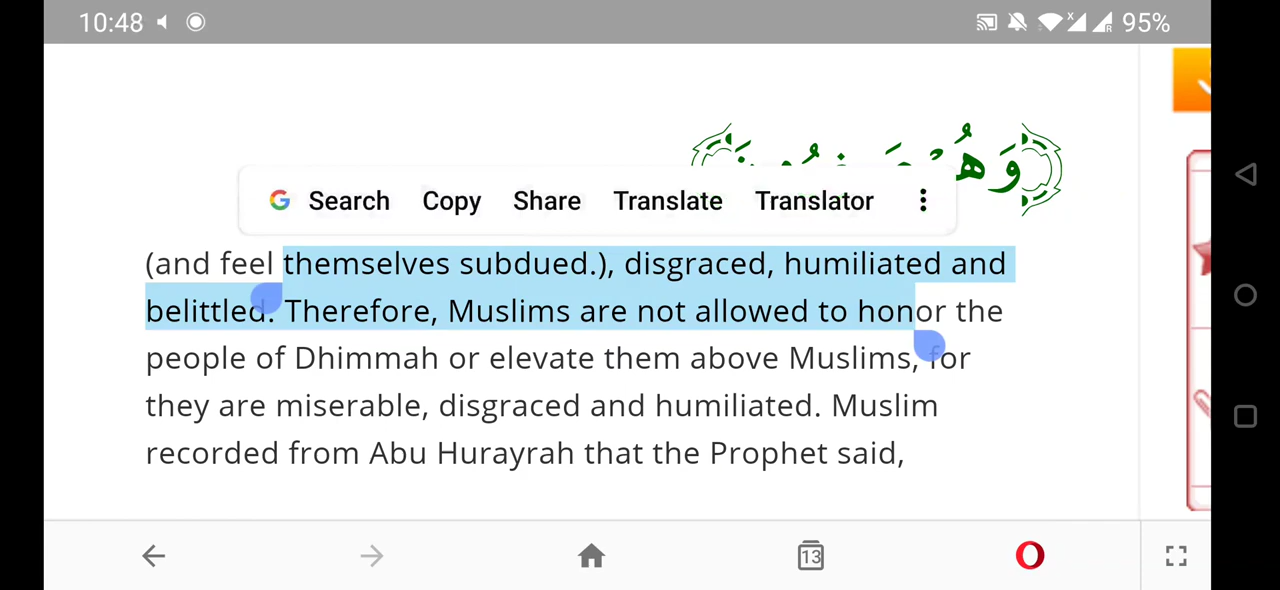 10:48 95%
Search Copy Share Translate Translator
(and feel themselves subdued.), disgraced, humiliated and
belittled. Therefore, Muslims are not allowed to honor the
people of Dhimmah or elevate them above Muslims, for
they are miserable, disgraced and humiliated. Muslim
recorded from Abu Hurayrah that the Prophet said,
13